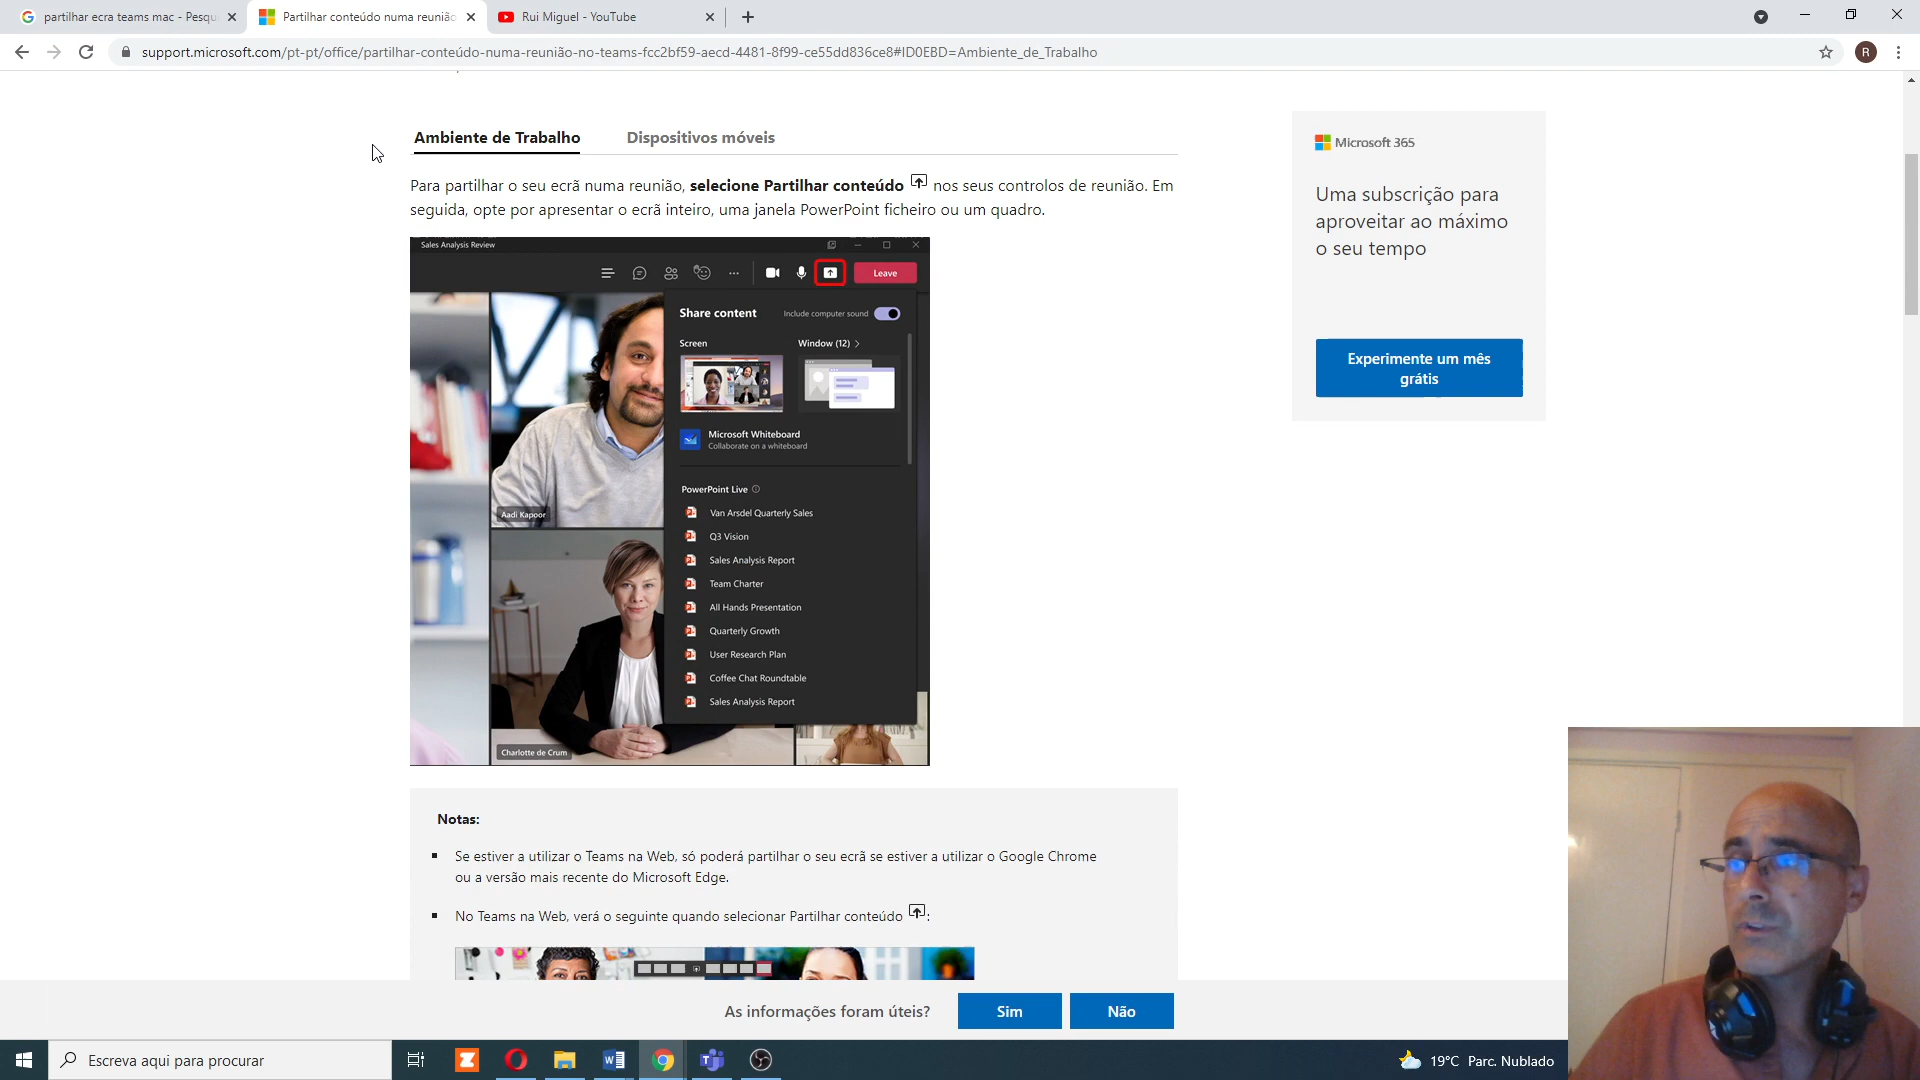 partilhar ecra teams mac - Pesqu
Partilhar conteúdo numa reunião
Rui Miguel - YouTube
support.microsoft.com/pt-pt/office/partilhar-conteúdo-numa-reunião-no-teams-fcc2bf59-aecd-4481-8f99-ce55dd836ce8#ID0EBD=Ambiente_de_Trabalho
R
Ambiente de Trabalho
Dispositivos móveis
Para partilhar o seu ecrã numa reunião, selecione Partilhar conteúdo nos seus controlos de reunião. Em
seguida, opte por apresentar o ecrã inteiro, uma janela PowerPoint ficheiro ou um quadro.
Sales Analysis Review
Leave
Share content
Include computer sound
Screen
Window (12)
Microsoft Whiteboard
Collaborate on a whiteboard
PowerPoint Live
Van Arsdel Quarterly Sales
Q3 Vision
Sales Analysis Report
Team Charter
All Hands Presentation
Quarterly Growth
User Research Plan
Coffee Chat Roundtable
Sales Analysis Report
Aadi Kapoor
Charlotte de Crum
Microsoft 365
Uma subscrição para
aproveitar ao máximo
o seu tempo
Experimente um mês
grátis
Notas:
Se estiver a utilizar o Teams na Web, só poderá partilhar o seu ecrã se estiver a utilizar o Google Chrome
ou a versão mais recente do Microsoft Edge.
No Teams na Web, verá o seguinte quando selecionar Partilhar conteúdo :
As informações foram úteis?
Sim
Não
Escreva aqui para procurar
19°C Parc. Nublado